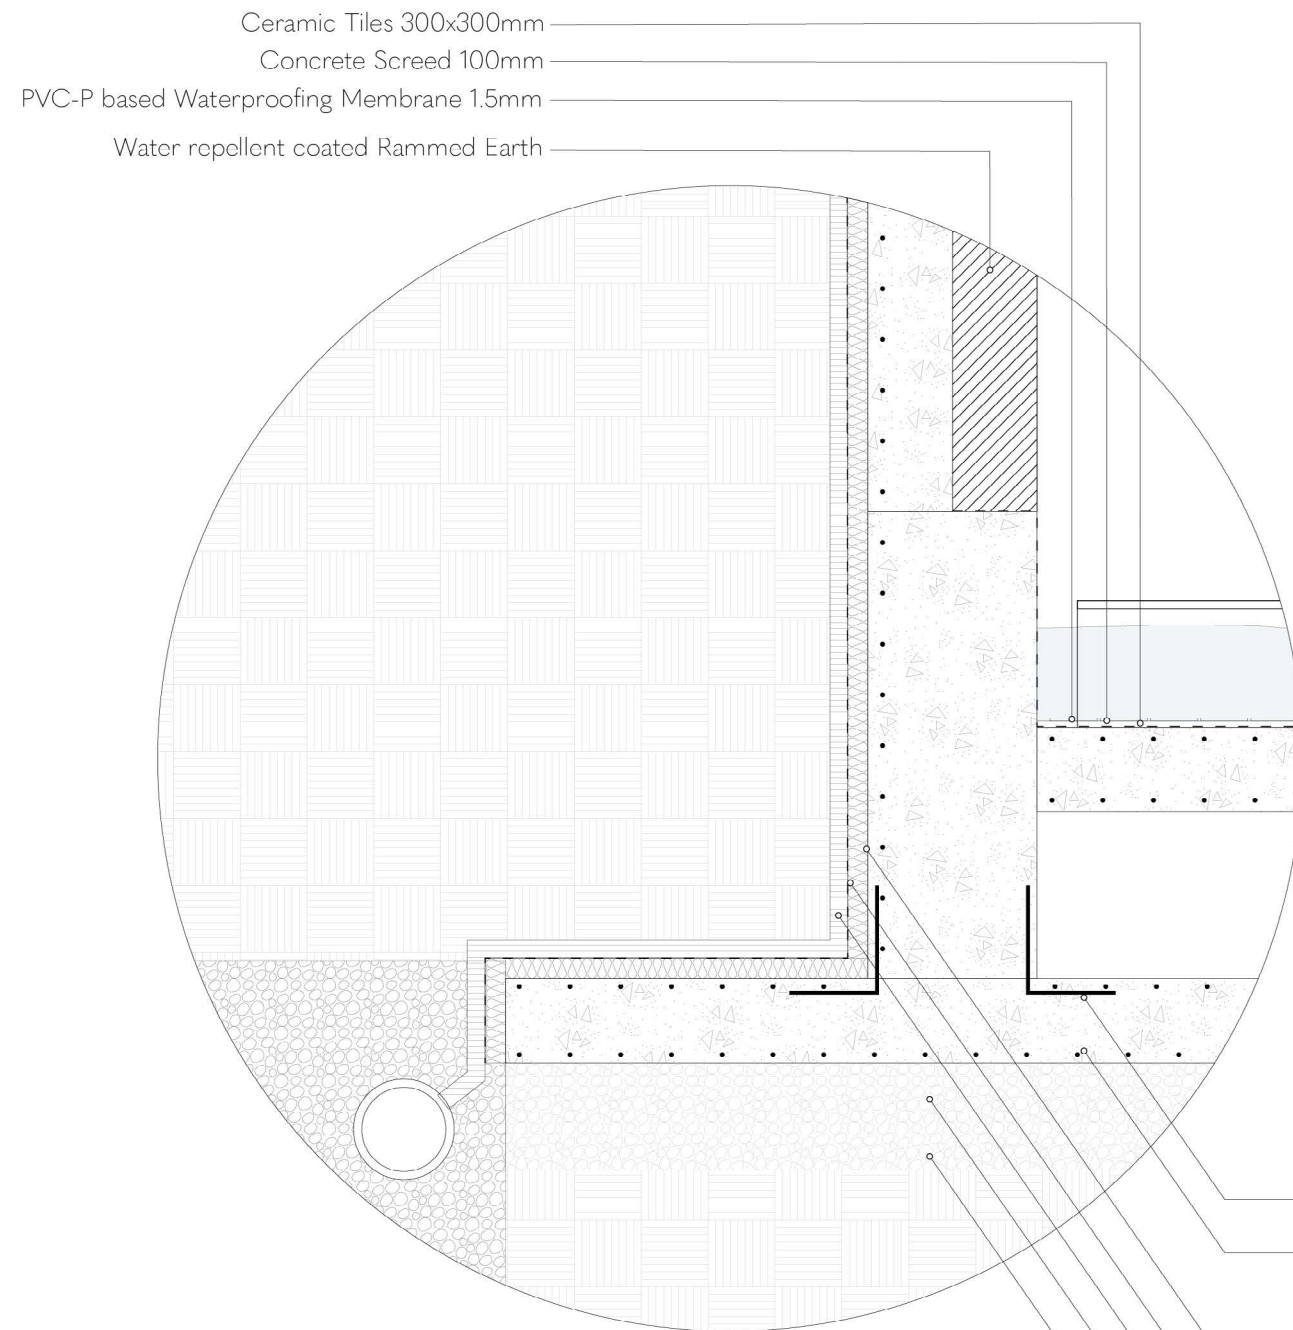 Ceramic Tiles 300x300mm
Concrete Screed 100mm
PVC-P based Waterproofing Membrane 1.5mm
Water repellent coated Rammed Earth